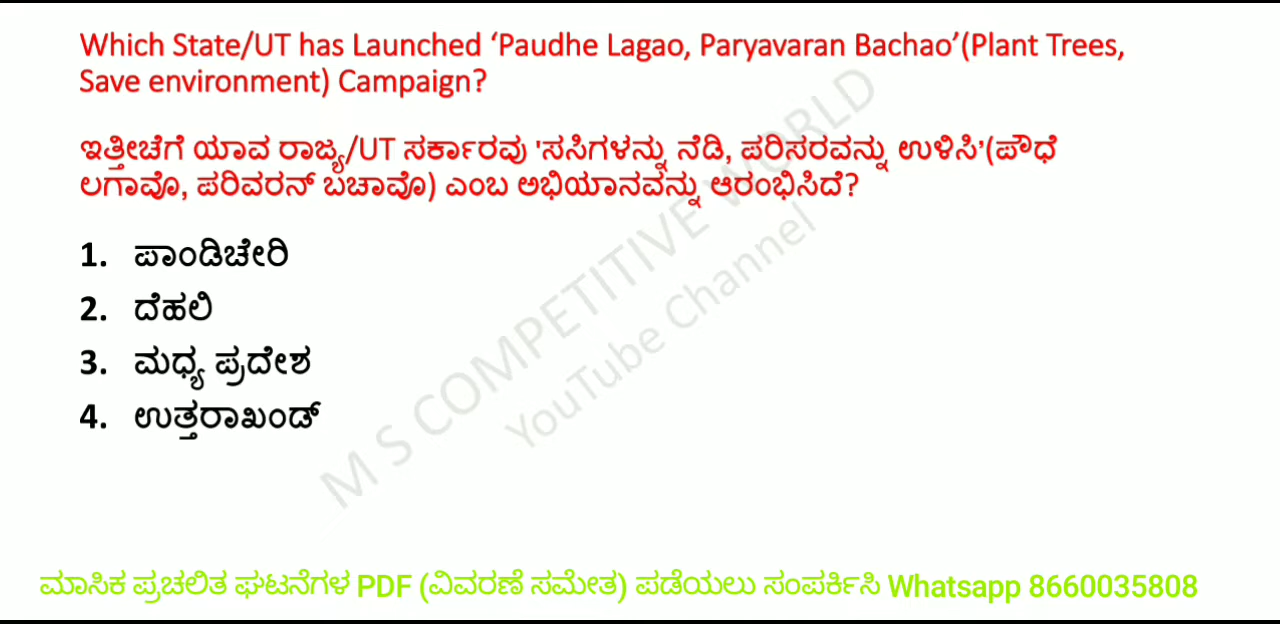 Which State/UT has Launched ‘Paudhe Lagao, Paryavaran Bachao’(Plant Trees,
Save environment) Campaign?
ಇತ್ತೀಚೆಗೆ ಯಾವ ರಾಜ್ಯ/UT ಸರ್ಕಾರವು 'ಸಸಿಗಳನ್ನು ನೆಡಿ, ಪರಿಸರವನ್ನು ಉಳಿಸಿ'(ಪೌಧೆ
ಲಗಾವೊ, ಪರಿವರನ್ ಬಚಾವೊ) ಎಂಬ ಅಭಿಯಾನವನ್ನು ಆರಂಭಿಸಿದೆ?
1. ಪಾಂಡಿಚೇರಿ
2. ದೆಹಲಿ
3. ಮಧ್ಯ ಪ್ರದೇಶ
4. ಉತ್ತರಾಖಂಡ್
M S COMPETITIVE WORLD
YouTube Channel
ಮಾಸಿಕ ಪ್ರಚಲಿತ ಘಟನೆಗಳ PDF (ವಿವರಣೆ ಸಮೇತ) ಪಡೆಯಲು ಸಂಪರ್ಕಿಸಿ Whatsapp 8660035808